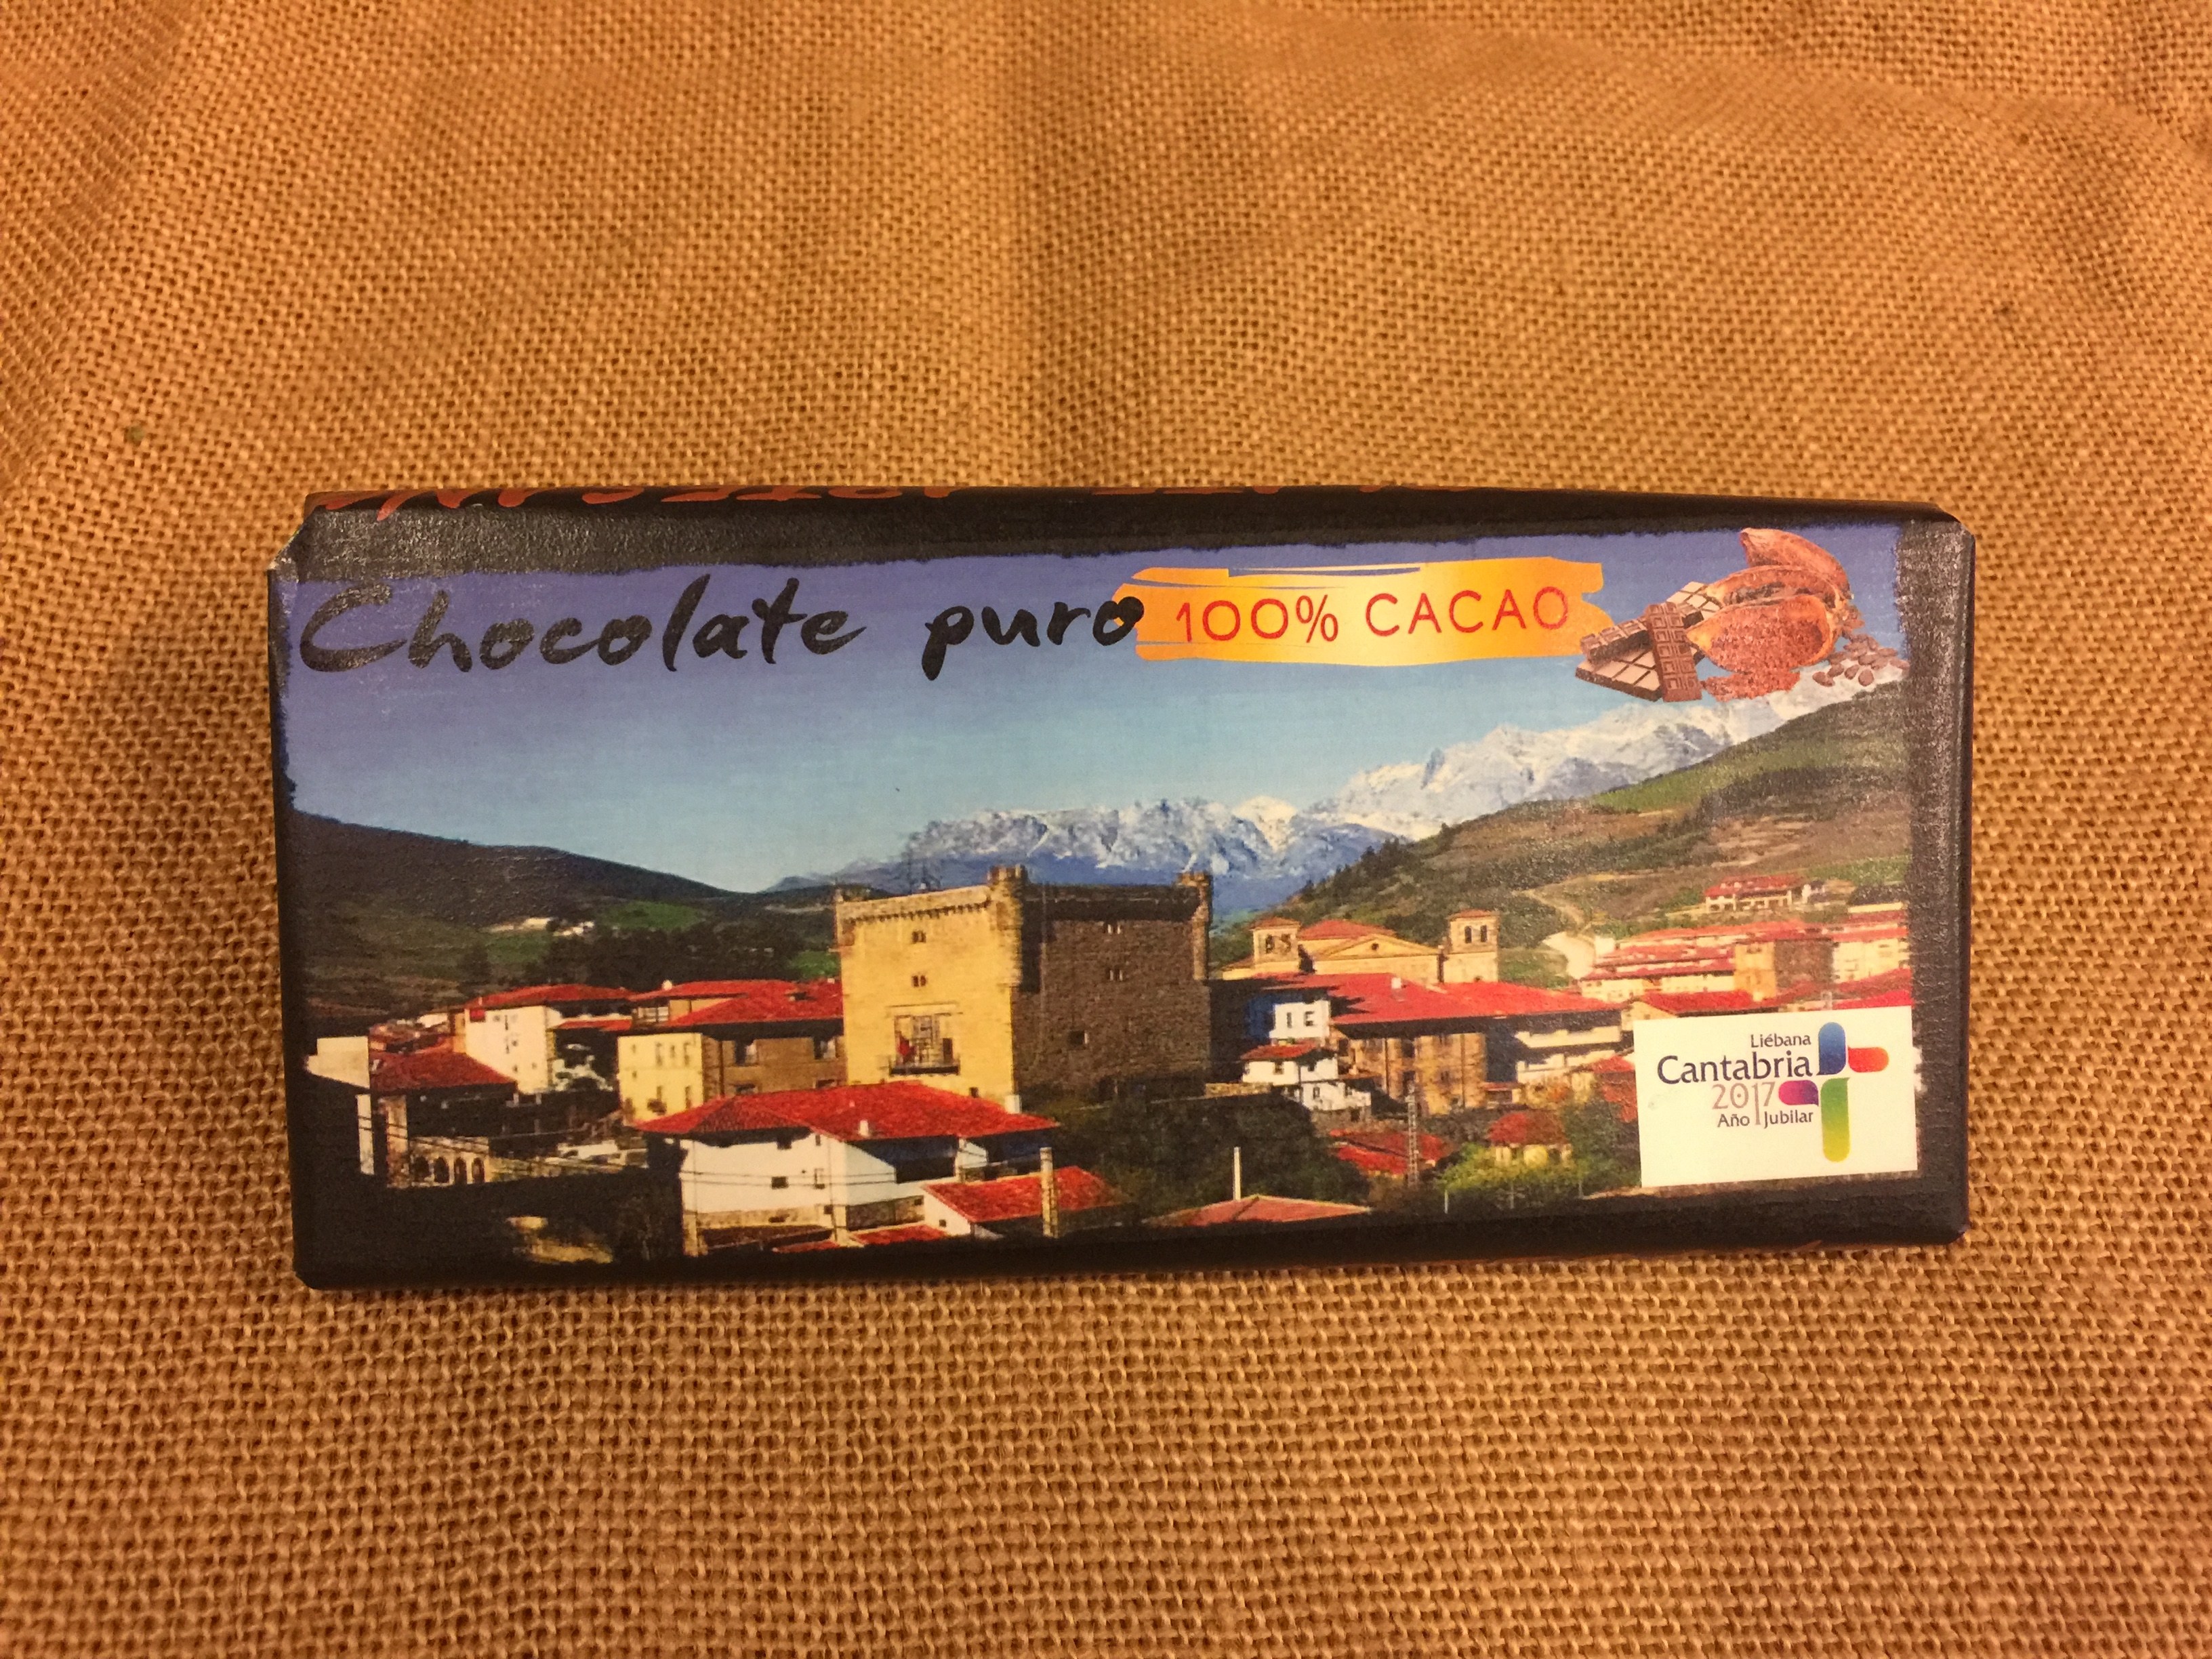 Chocolate puro 100% CACAO
Liébana
Cantabria
2017
Año Jubilar